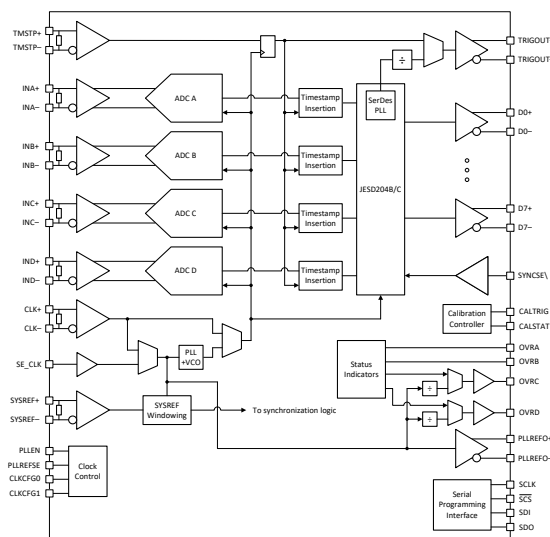 TMSTP+
TMSTP−
INA+
INA−
INB+
INB−
INC+
INC−
IND+
IND−
CLK+
CLK−
SE_CLK
SYSREF+
SYSREF−
PLLEN
PLLREFSE
CLKCFG0
CLKCFG1
Clock
Control
ADC A
ADC B
ADC C
ADC D
PLL
+VCO
SYSREF
Windowing
To synchronization logic
Timestamp
Insertion
Timestamp
Insertion
Timestamp
Insertion
Timestamp
Insertion
÷
SerDes
PLL
JESD204B/C
Status
Indicators
÷
÷
Calibration
Controller
Serial
Programming
Interface
TRIGOUT
TRIGOUT
D0+
D0−
D7+
D7−
SYNCSE\
CALTRIG
CALSTAT
OVRA
OVRB
OVRC
OVRD
PLLREFO+
PLLREFO−
SCLK
SCS
SDI
SDO